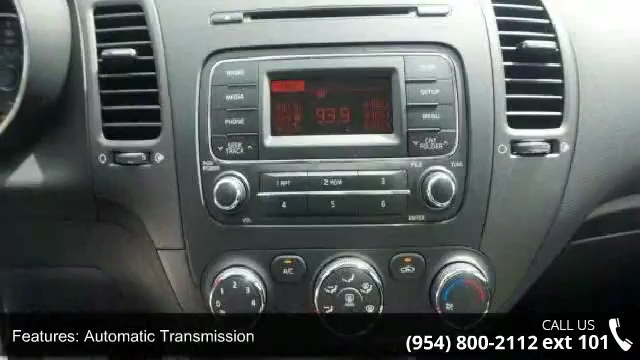 RADIO
MEDIA
PHONE
SEEK
TRACK
93.9
SETUP
MENU
CAT
FOLDER
FILE
TUNE
1 RPT
2 RDM
3
4
5
6
VOL
ENTER
A/C
Features: Automatic Transmission
CALL US
(954) 800-2112 ext 101